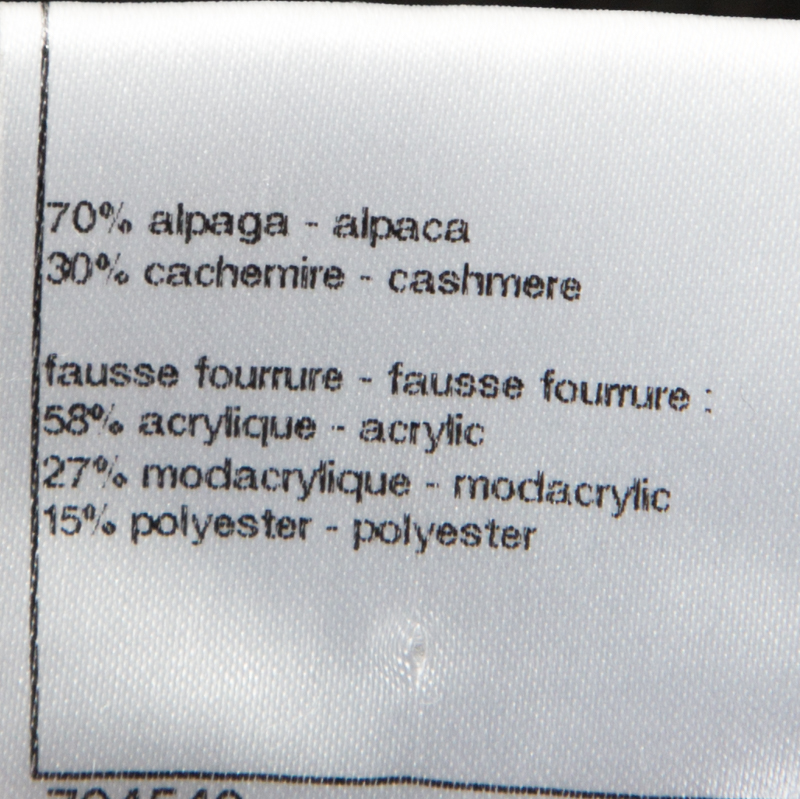 70% alpaga - alpaca
30% cachemire - cashmere
fausse fourrure - fausse fourrure :
58% acrylique - acrylic
27% modacrylique - modacrylic
15% polyester - polyester